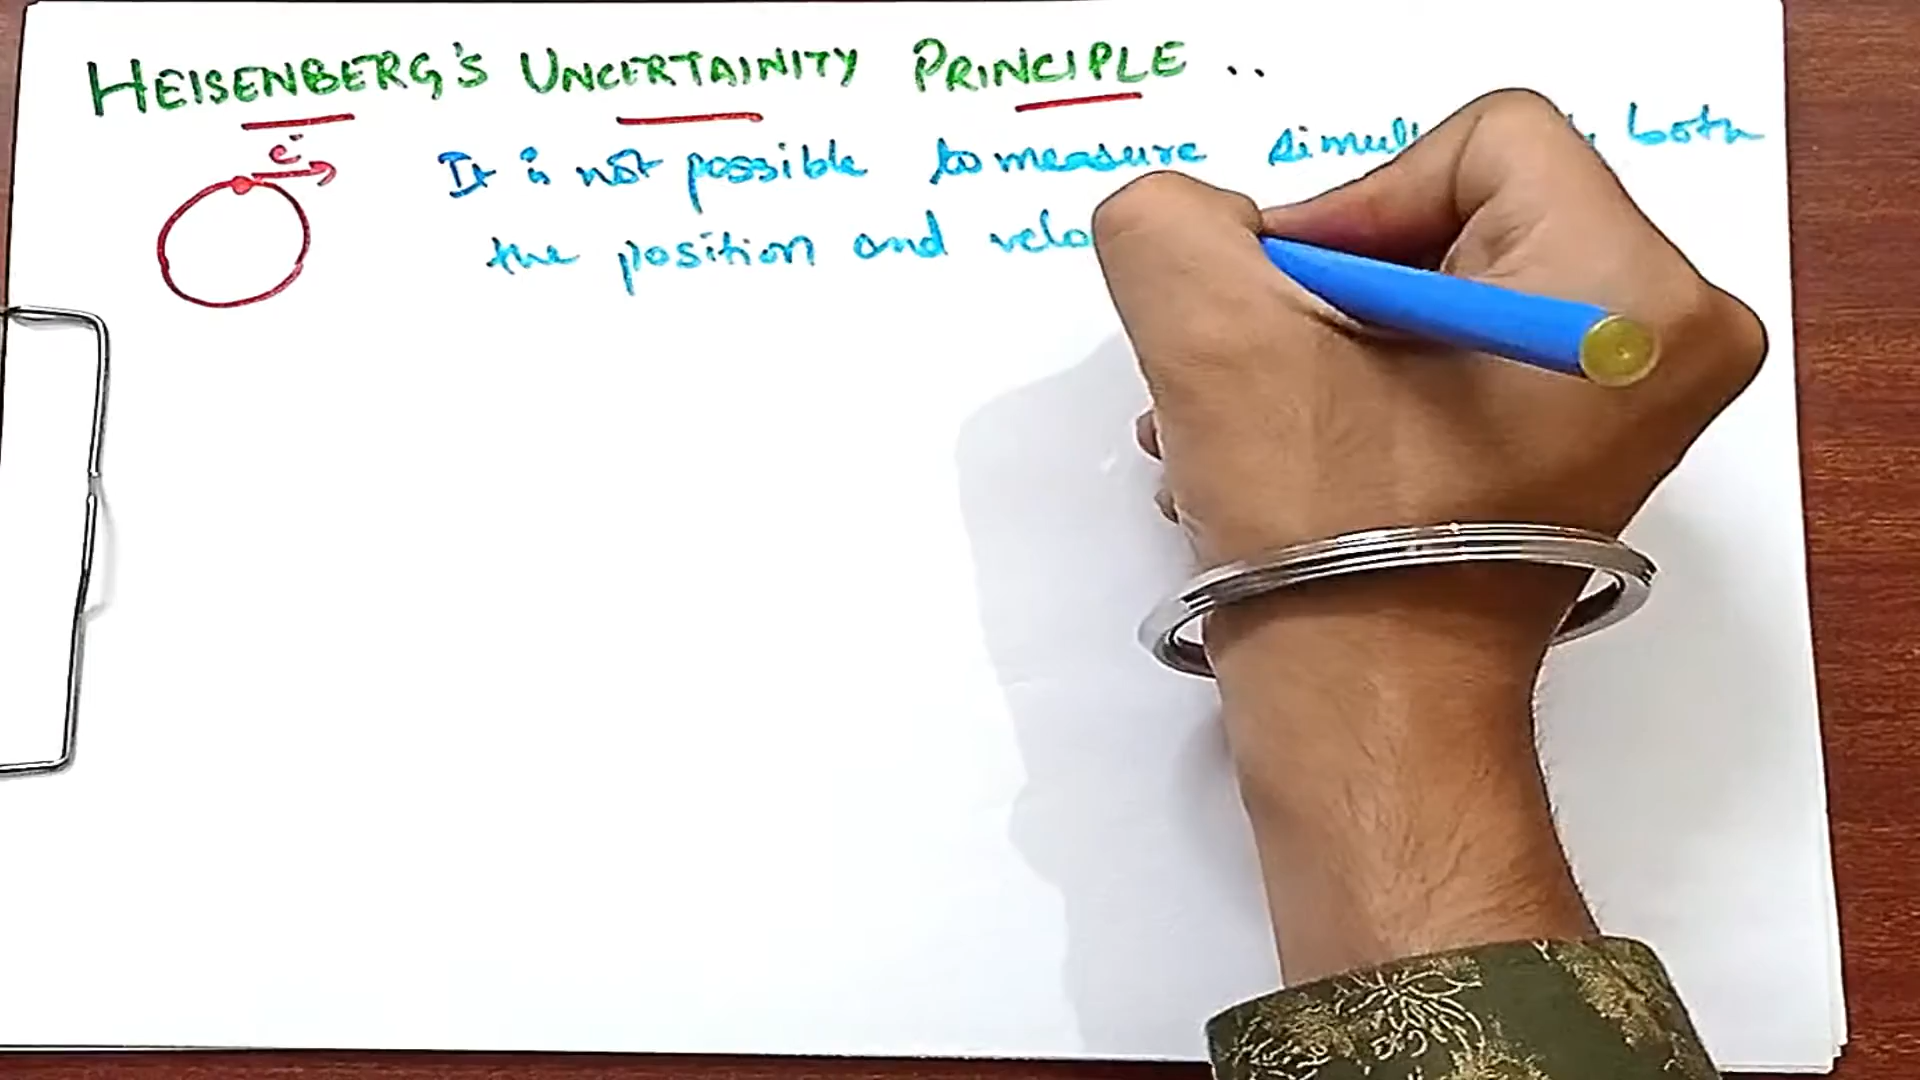 HEISENBERG'S UNCERTAINITY PRINCIPLE ..
e-
It is not possible to measure simul both
the position and velo